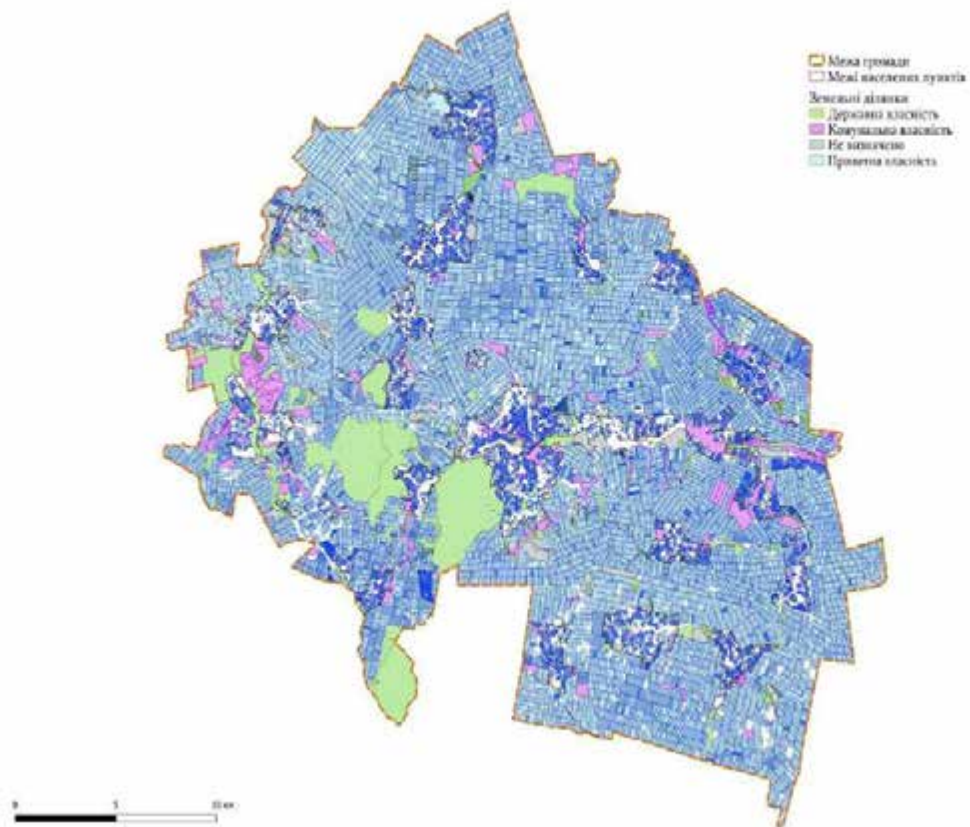 Межа громади
Межі населених пунктів
Земельні ділянки
Державна власність
Комунальна власність
Не визначено
Приватна власність
0 5 10 км